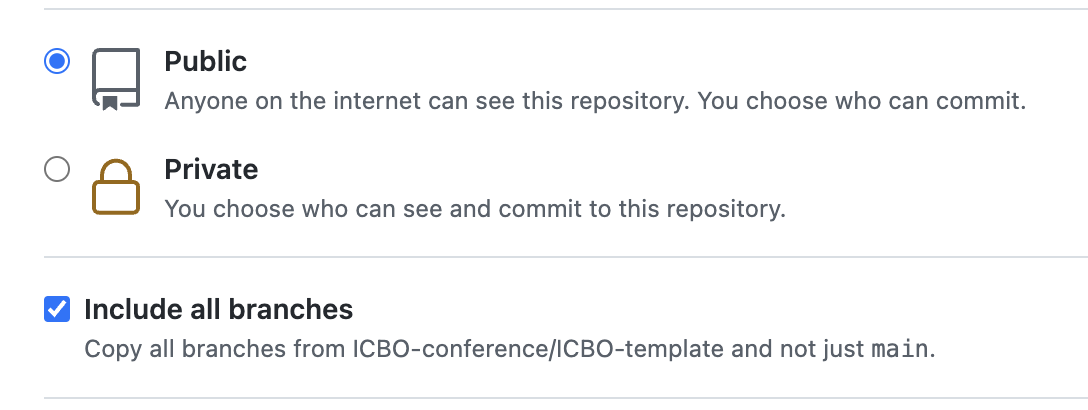 Public
Anyone on the internet can see this repository. You choose who can commit.
Private
You choose who can see and commit to this repository.
Include all branches
Copy all branches from ICBO-conference/ICBO-template and not just main.